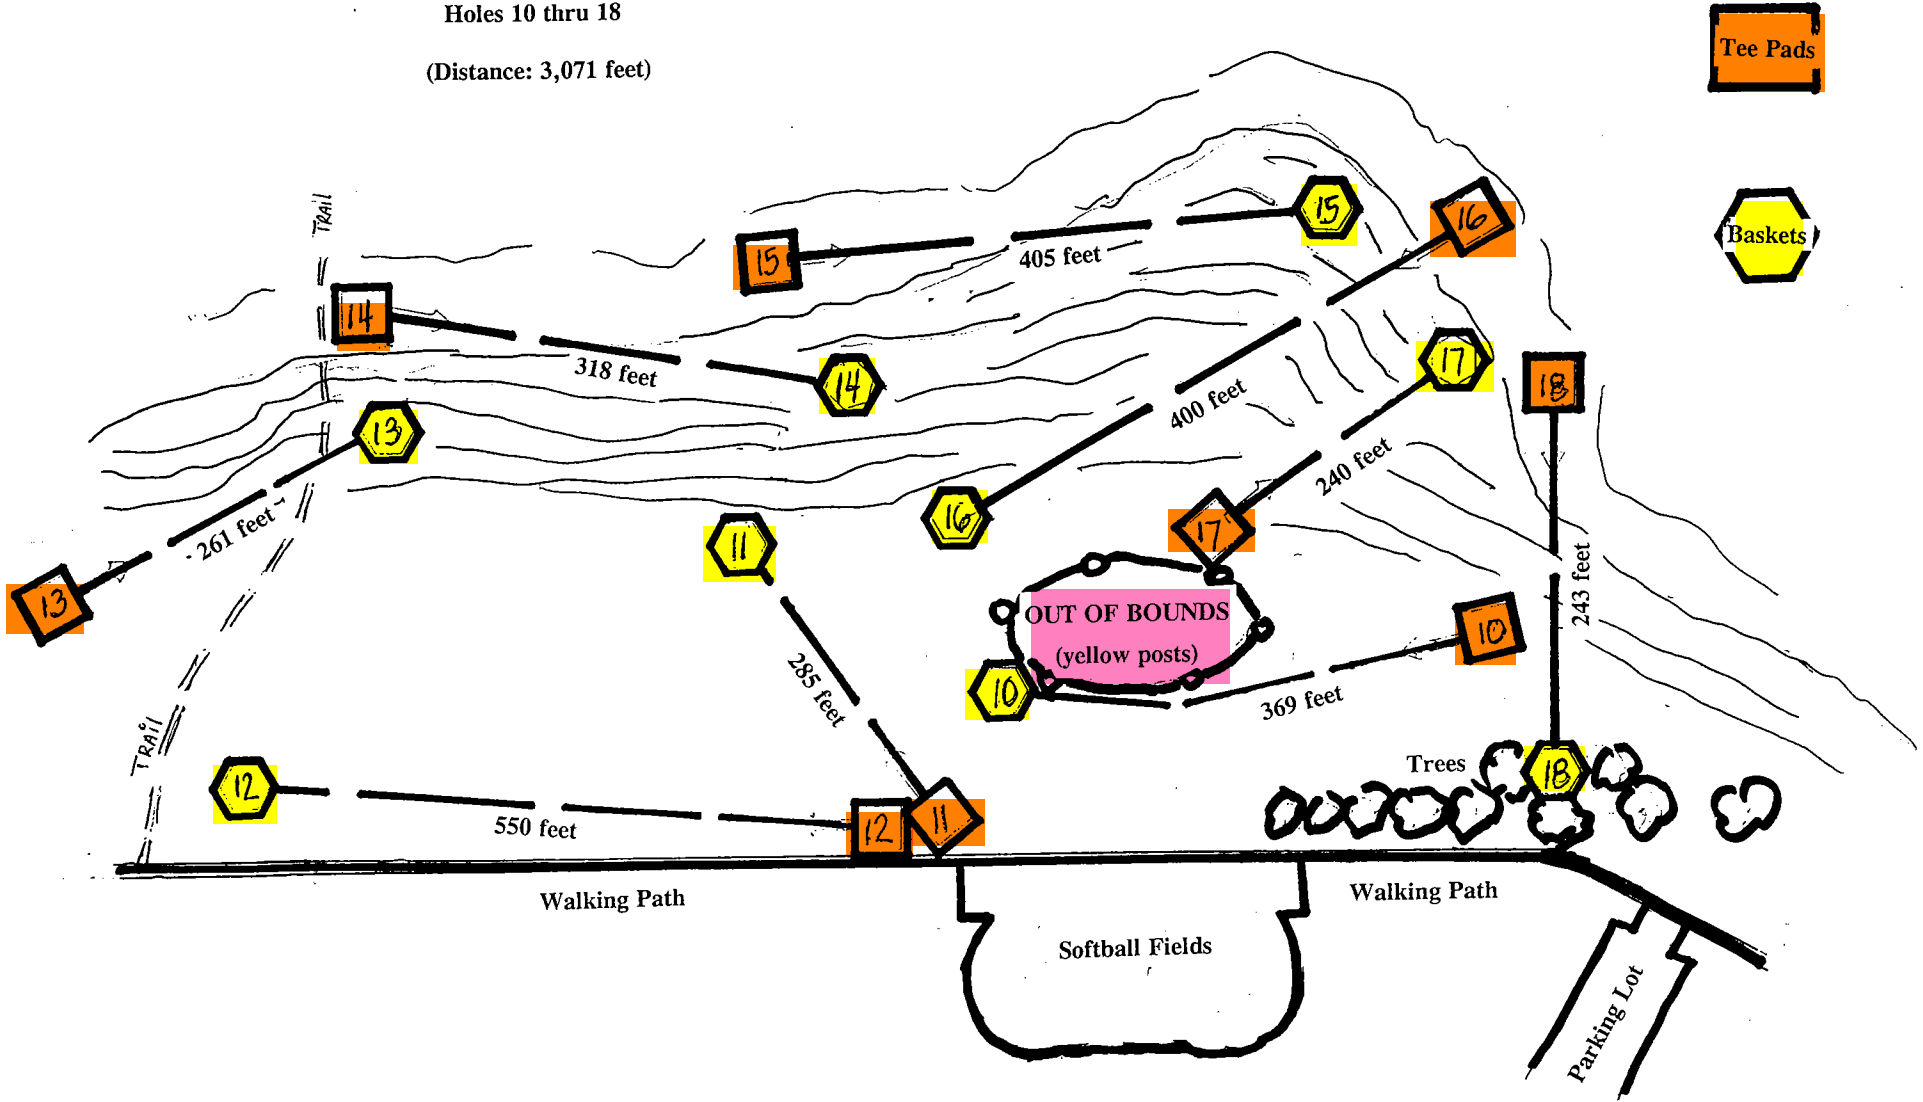 Holes 10 thru 18
(Distance: 3,071 feet)
Tee Pads
Baskets
TRAIL
15
16
15
405 feet
14
17
18
318 feet
14
400 feet
13
240 feet
261 feet
16
11
17
13
243 feet
OUT OF BOUNDS
(yellow posts)
10
10
369 feet
285 feet
TRAIL
12
Trees
18
550 feet
12
11
Walking Path
Walking Path
Softball Fields
Parking Lot